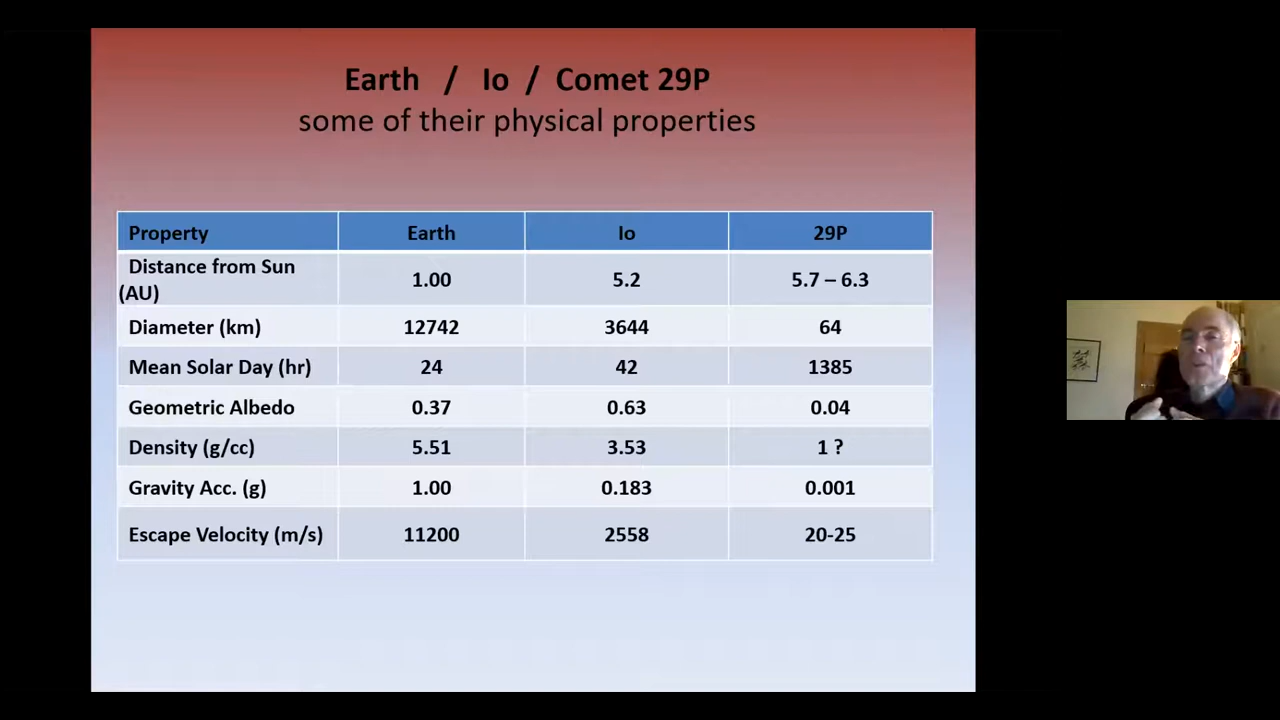 Earth / Io / Comet 29P
some of their physical properties
Property Earth Io 29P
Distance from Sun
(AU) 1.00 5.2 5.7 – 6.3
Diameter (km) 12742 3644 64
Mean Solar Day (hr) 24 42 1385
Geometric Albedo 0.37 0.63 0.04
Density (g/cc) 5.51 3.53 1 ?
Gravity Acc. (g) 1.00 0.183 0.001
Escape Velocity (m/s) 11200 2558 20-25